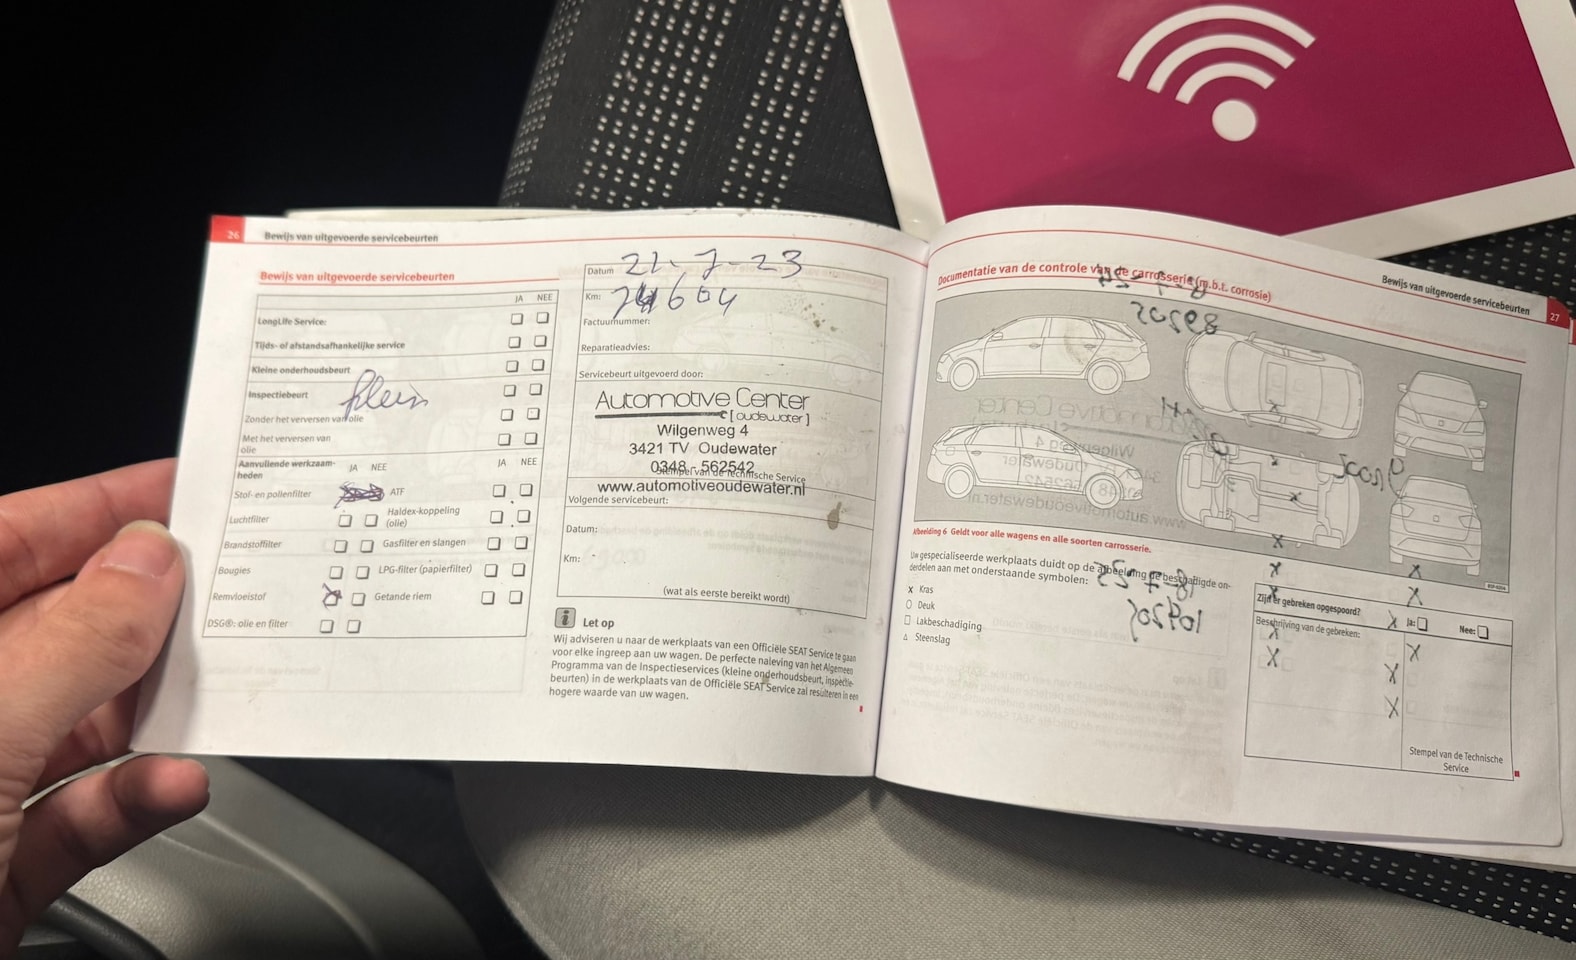 26
Bewijs van uitgevoerde servicebeurten
Bewijs van uitgevoerde servicebeurten
JA NEE
LongLife Service:
Tijds- of afstandsafhankelijke service
Kleine onderhoudsbeurt
Inspectiebeurt
Zonder het verversen van olie
Met het verversen van
olie
Aanvullende werkzaam-
heden
JA NEE
JA NEE
Stof- en pollenfilter
ATF
Luchtfilter
Haldex-koppeling
(olie)
Brandstoffilter
Gasfilter en slangen
Bougies
LPG-filter (papierfilter)
Remvloeistof
Getande riem
DSG®: olie en filter
Datum 21-7-23
Km: 74604
Factuurnummer:
Reparatieadvies:
Servicebeurt uitgevoerd door:
Automotive Center
[oudewater]
Wilgenweg 4
3421 TV Oudewater
0348 - 562542
Stempel van de Technische Service
www.automotiveoudewater.nl
Volgende servicebeurt:
Datum:
Km:
(wat als eerste bereikt wordt)
Let op
Wij adviseren u naar de werkplaats van een Officiële SEAT Service te gaan
voor elke ingreep aan uw wagen. De perfecte naleving van het Algemeen
Programma van de Inspectieservices (kleine onderhoudsbeurt, inspectie-
beurten) in de werkplaats van de Officiële SEAT Service zal resulteren in een
hogere waarde van uw wagen.
Bewijs van uitgevoerde servicebeurten
27
Documentatie van de controle van de carrosserie (m.b.t. corrosie)
Afbeelding 6 Geldt voor alle wagens en alle soorten carrosserie.
Uw gespecialiseerde werkplaats duidt op de afbeelding de beschadigde on-
derdelen aan met onderstaande symbolen:
x Kras
O Deuk
□ Lakbeschadiging
△ Steenslag
Zijn er gebreken opgespoord?
Ja:
Nee:
Beschrijving van de gebreken:
Stempel van de Technische
Service